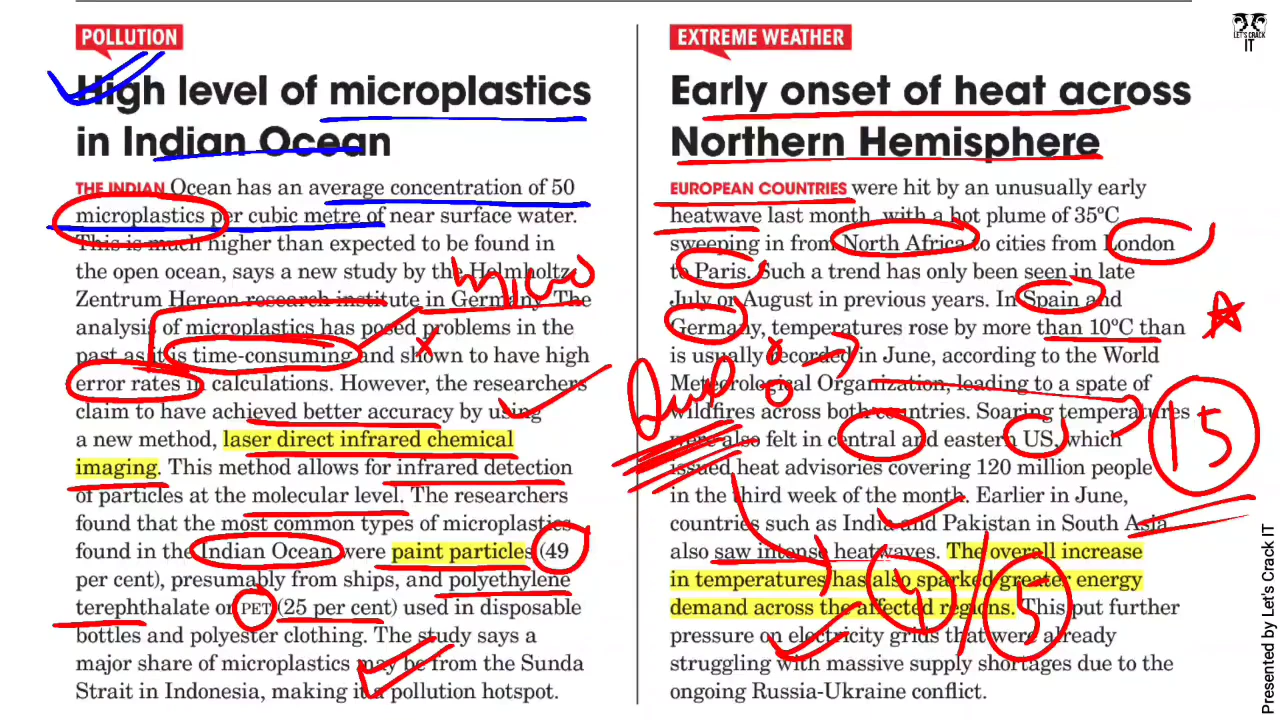 POLLUTION
High level of microplastics
in Indian Ocean
THE INDIAN Ocean has an average concentration of 50
microplastics per cubic metre of near surface water.
This is much higher than expected to be found in
the open ocean, says a new study by the Helmholtz
Zentrum Hereon research institute in Germany. The
analysis of microplastics has posed problems in the
past as it is time-consuming and shown to have high
error rates in calculations. However, the researchers
claim to have achieved better accuracy by using
a new method, laser direct infrared chemical
imaging. This method allows for infrared detection
of particles at the molecular level. The researchers
found that the most common types of microplastics
found in the Indian Ocean were paint particles (49
per cent), presumably from ships, and polyethylene
terephthalate or PET (25 per cent) used in disposable
bottles and polyester clothing. The study says a
major share of microplastics may be from the Sunda
Strait in Indonesia, making it a pollution hotspot.
micro
EXTREME WEATHER
Early onset of heat across
Northern Hemisphere
EUROPEAN COUNTRIES were hit by an unusually early
heatwave last month, with a hot plume of 35ºC
sweeping in from North Africa to cities from London
to Paris. Such a trend has only been seen in late
July or August in previous years. In Spain and
Germany, temperatures rose by more than 10ºC than
is usually recorded in June, according to the World
Meteorological Organization, leading to a spate of
wildfires across both countries. Soaring temperatures
were also felt in central and eastern US, which
issued heat advisories covering 120 million people
in the third week of the month. Earlier in June,
countries such as India and Pakistan in South Asia
also saw intense heatwaves. The overall increase
in temperatures has also sparked greater energy
demand across the affected regions. This put further
pressure on electricity grids that were already
struggling with massive supply shortages due to the
ongoing Russia-Ukraine conflict.
15
4/5
LET'S CRACK
IT
Presented by Let's Crack IT